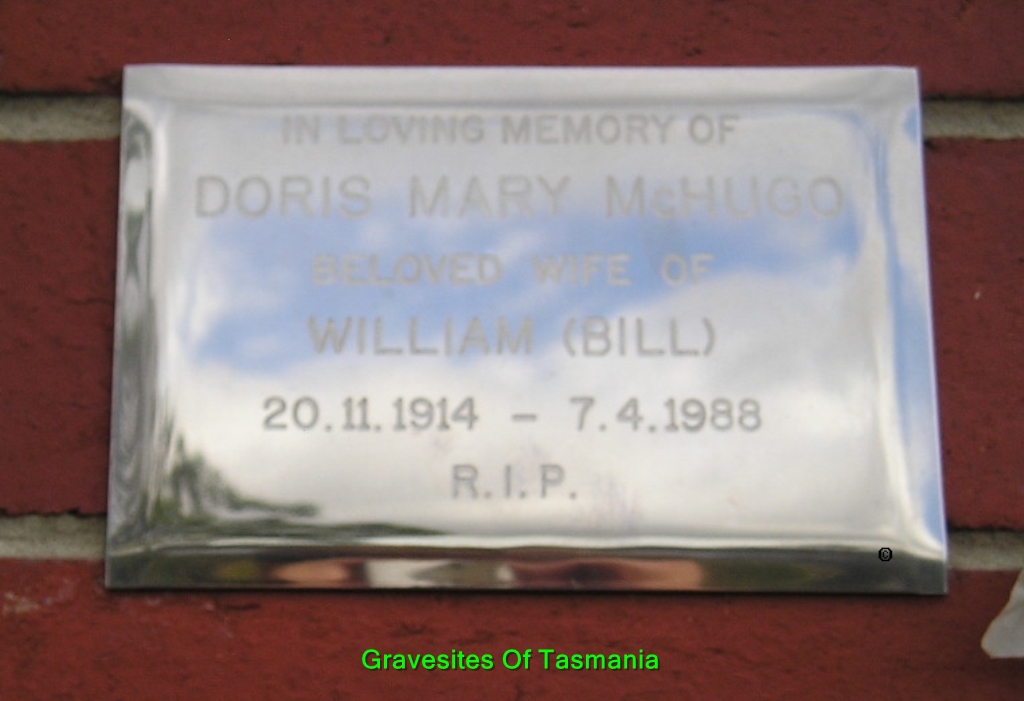 IN LOVING MEMORY OF
DORIS MARY McHUGO
BELOVED WIFE OF
WILLIAM (BILL)
20.11.1914 - 7.4.1988
R.I.P.
©
Gravesites Of Tasmania